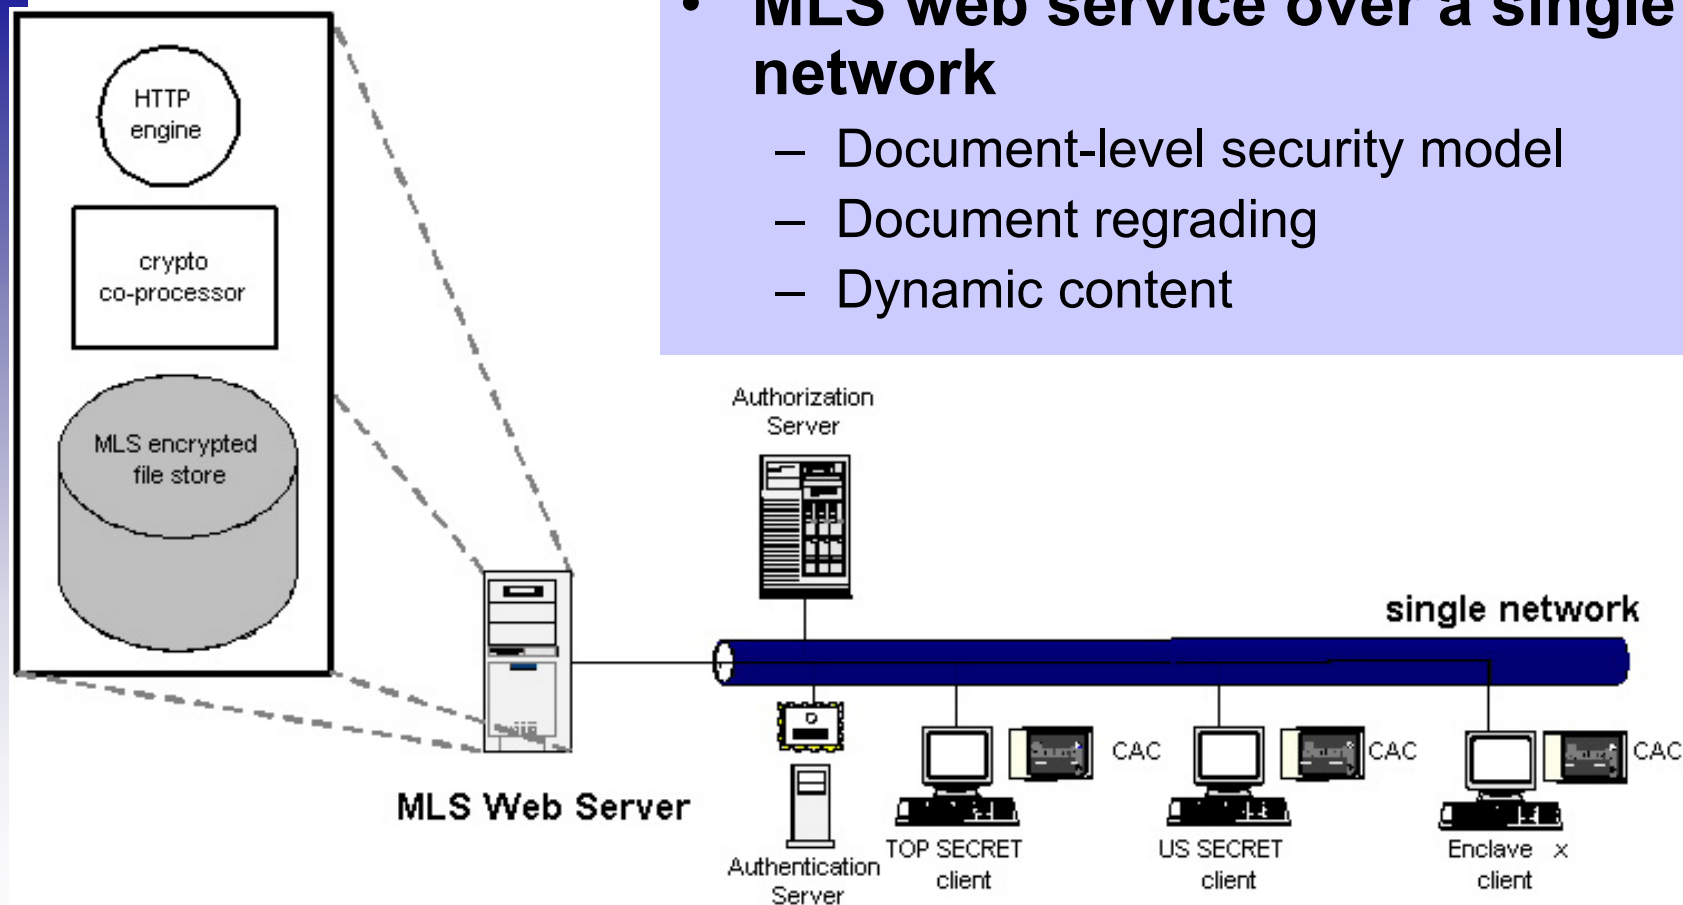 • MLS web service over a single
network
– Document-level security model
– Document regrading
– Dynamic content
HTTP
engine
crypto
co-processor
MLS encrypted
file store
Authorization
Server
single network
MLS Web Server
Authentication
Server
CAC
TOP SECRET
client
CAC
US SECRET
client
CAC
Enclave x
client